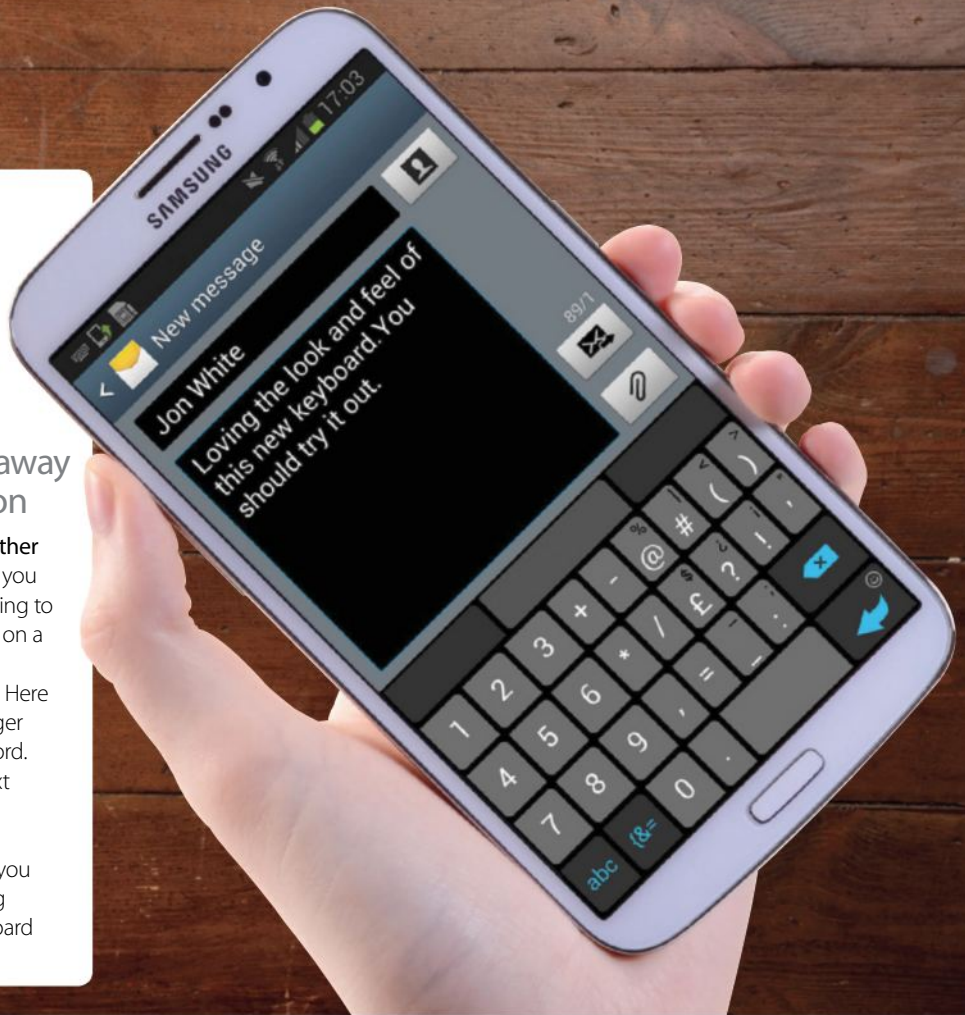 away
on
ther
you
ing to
on a
Here
ger
ord.
xt
you
g
oard
SAMSUNG
17:03
New message
Jon White
Loving the look and feel of
this new keyboard. You
should try it out.
89/1
1 2 3 + - @ # ( )
4 5 6 * / £ ? ! '
7 8 9 , = _ :
abc {&= 0 .